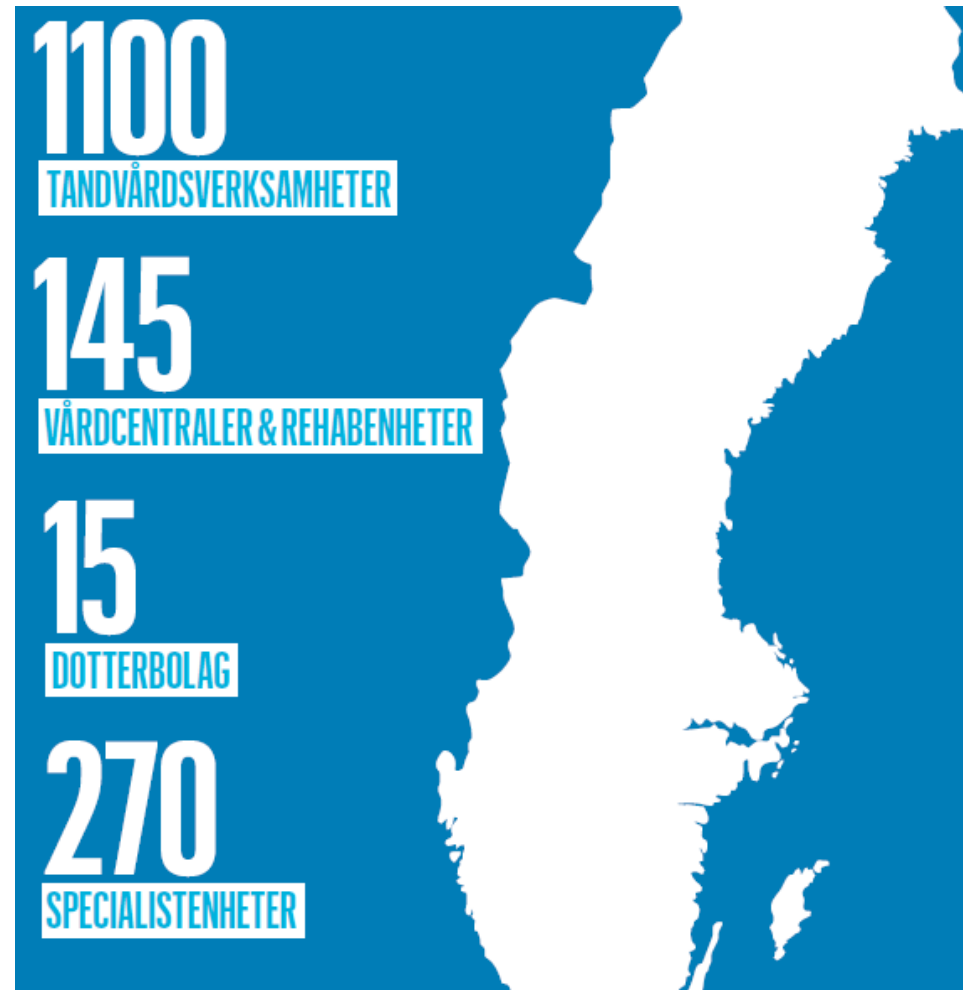 1100
TANDVÅRDSVERKSAMHETER
145
VÅRDCENTRALER & REHABENHETER
15
DOTTERBOLAG
270
SPECIALISTENHETER